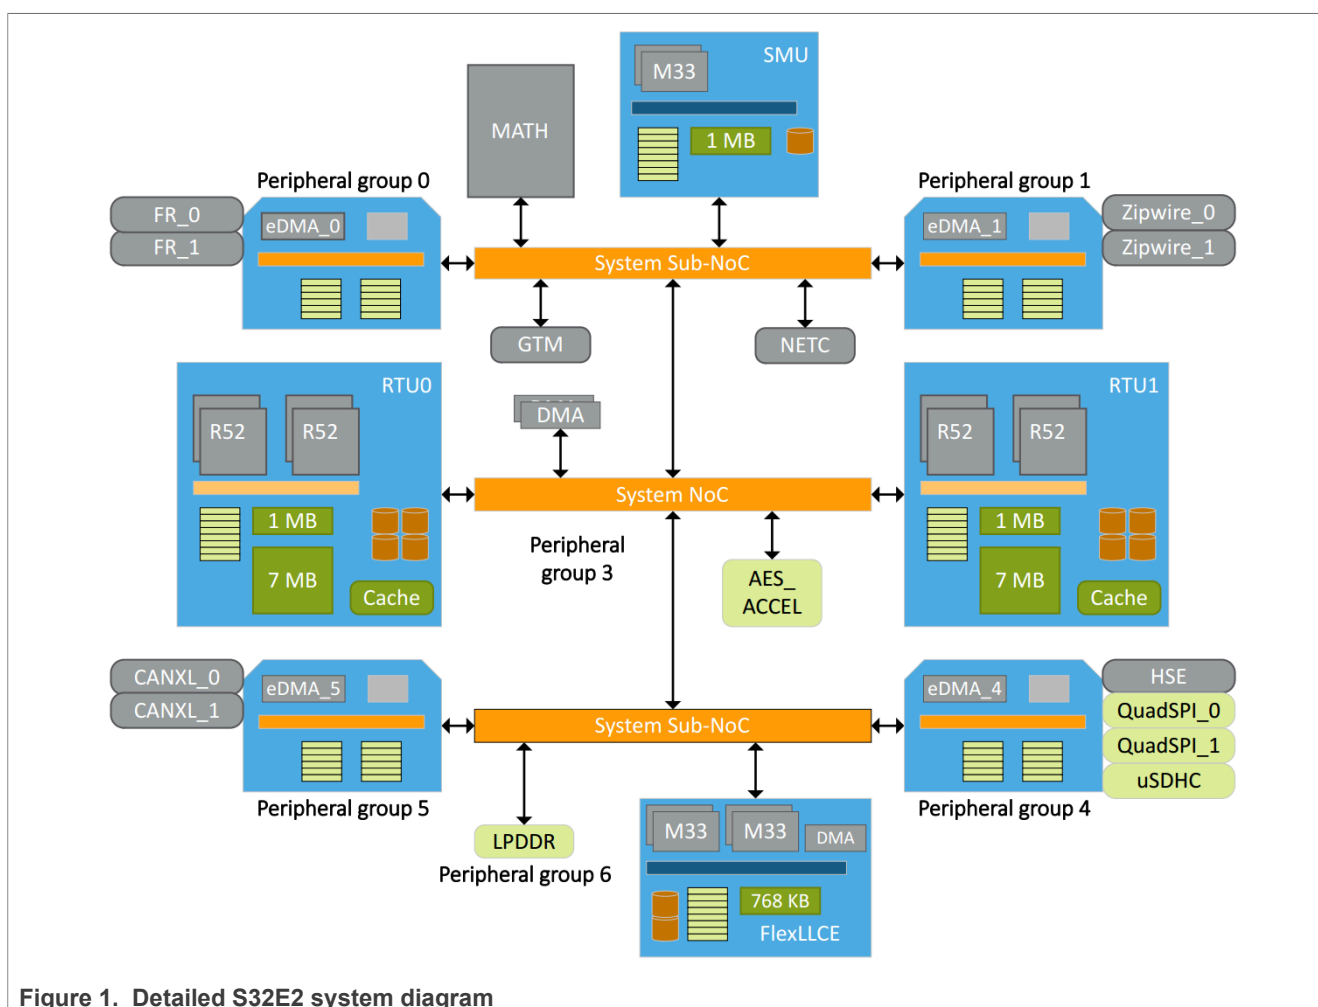 SMU
M33
1 MB
MATH
Peripheral group 0
FR_0
FR_1
eDMA_0
Peripheral group 1
eDMA_1
Zipwire_0
Zipwire_1
System Sub-NoC
GTM
NETC
RTU0
R52
R52
1 MB
7 MB
Cache
DMA
System NoC
Peripheral
group 3
AES_
ACCEL
RTU1
R52
R52
1 MB
7 MB
Cache
CANXL_0
CANXL_1
eDMA_5
Peripheral group 5
System Sub-NoC
eDMA_4
HSE
QuadSPI_0
QuadSPI_1
uSDHC
Peripheral group 4
LPDDR
Peripheral group 6
M33
M33
DMA
768 KB
FlexLLCE
Figure 1. Detailed S32E2 system diagram